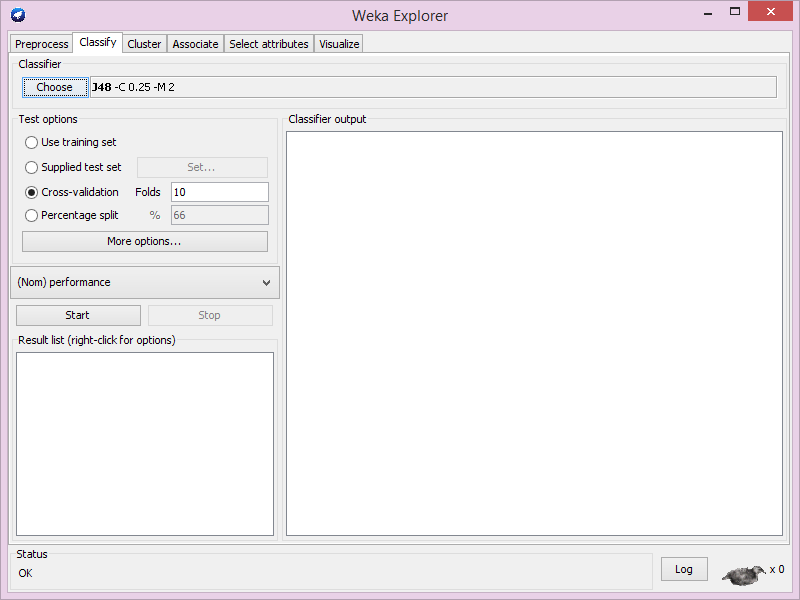 Weka Explorer
Preprocess Classify Cluster Associate Select attributes Visualize
Classifier
Choose J48 -C 0.25 -M 2
Test options
Use training set
Supplied test set Set...
Cross-validation Folds 10
Percentage split % 66
More options...
(Nom) performance
Start Stop
Result list (right-click for options)
Classifier output
Status
OK
Log x 0